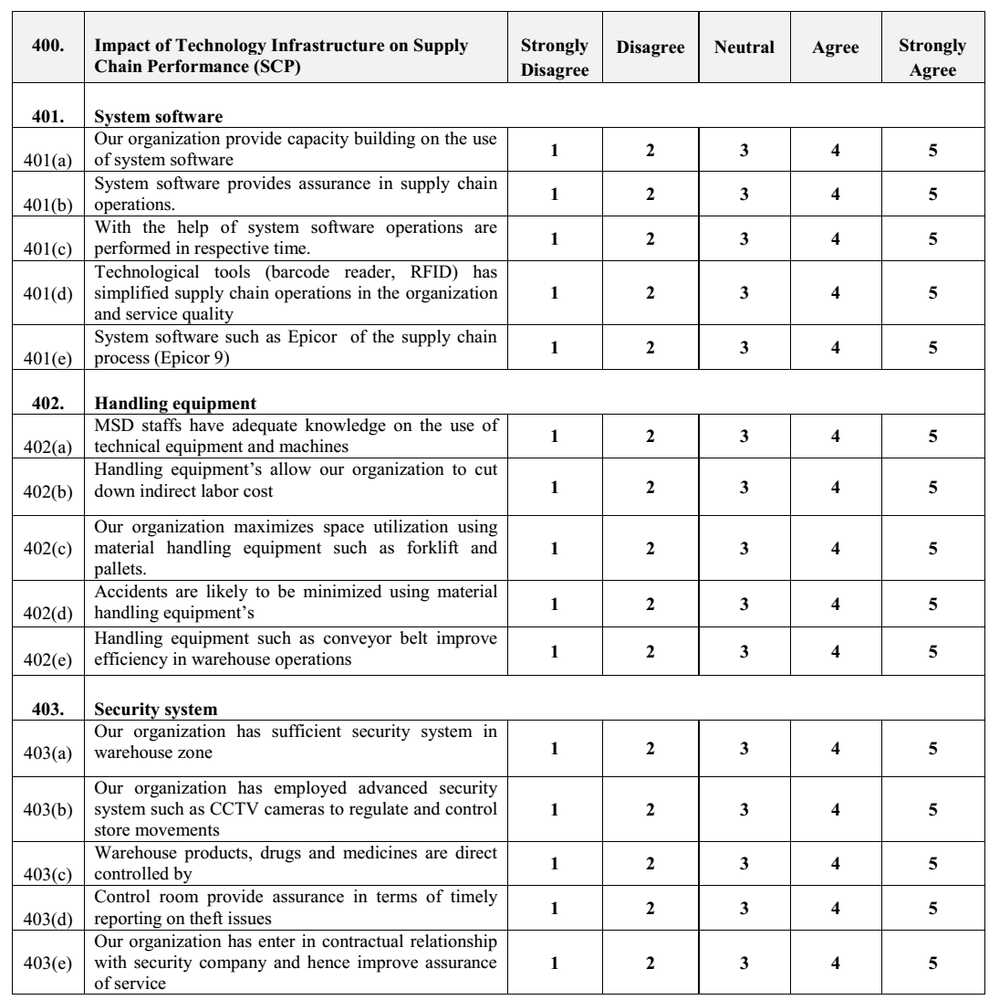 400. Impact of Technology Infrastructure on Supply Strongly Disagree Neutral Agree Strongly
Chain Performance (SCP) Disagree Agree
401. System software
Our organization provide capacity building on the use
401(a) of system software 1 2 3 4 5
System software provides assurance in supply chain
401(b) operations. 1 2 3 4 5
With the help of system software operations are
401(c) performed in respective time. 1 2 3 4 5
Technological tools (barcode reader, RFID) has
401(d) simplified supply chain operations in the organization 1 2 3 4 5
and service quality
System software such as Epicor of the supply chain
401(e) process (Epicor 9) 1 2 3 4 5
402. Handling equipment
MSD staffs have adequate knowledge on the use of
402(a) technical equipment and machines 1 2 3 4 5
Handling equipment's allow our organization to cut
402(b) down indirect labor cost 1 2 3 4 5
Our organization maximizes space utilization using
402(c) material handling equipment such as forklift and 1 2 3 4 5
pallets.
Accidents are likely to be minimized using material
402(d) handling equipment's 1 2 3 4 5
Handling equipment such as conveyor belt improve
402(e) efficiency in warehouse operations 1 2 3 4 5
403. Security system
Our organization has sufficient security system in
403(a) warehouse zone 1 2 3 4 5
Our organization has employed advanced security
403(b) system such as CCTV cameras to regulate and control 1 2 3 4 5
store movements
Warehouse products, drugs and medicines are direct
403(c) controlled by 1 2 3 4 5
Control room provide assurance in terms of timely
403(d) reporting on theft issues 1 2 3 4 5
Our organization has enter in contractual relationship
403(e) with security company and hence improve assurance 1 2 3 4 5
of service